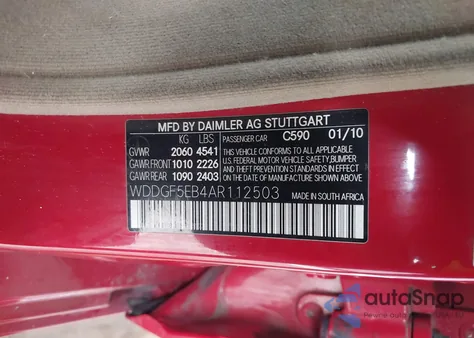 MFD BY DAIMLER AG STUTTGART
KG LBS PASSENGER CAR C590 01/10
GVWR 2060 4541 THIS VEHICLE CONFORMS TO ALL APPLICABLE
GAWR FRONT 1010 2226 U.S. FEDERAL MOTOR VEHICLE SAFETY, BUMPER
GAWR REAR 1090 2403 AND THEFT PREVENTION STANDARDS IN EFFECT
ON THE DATE OF MANUFACTURE SHOWN ABOVE.
WDDGF5EB4AR112503 MADE IN SOUTH AFRICA
autoSnap